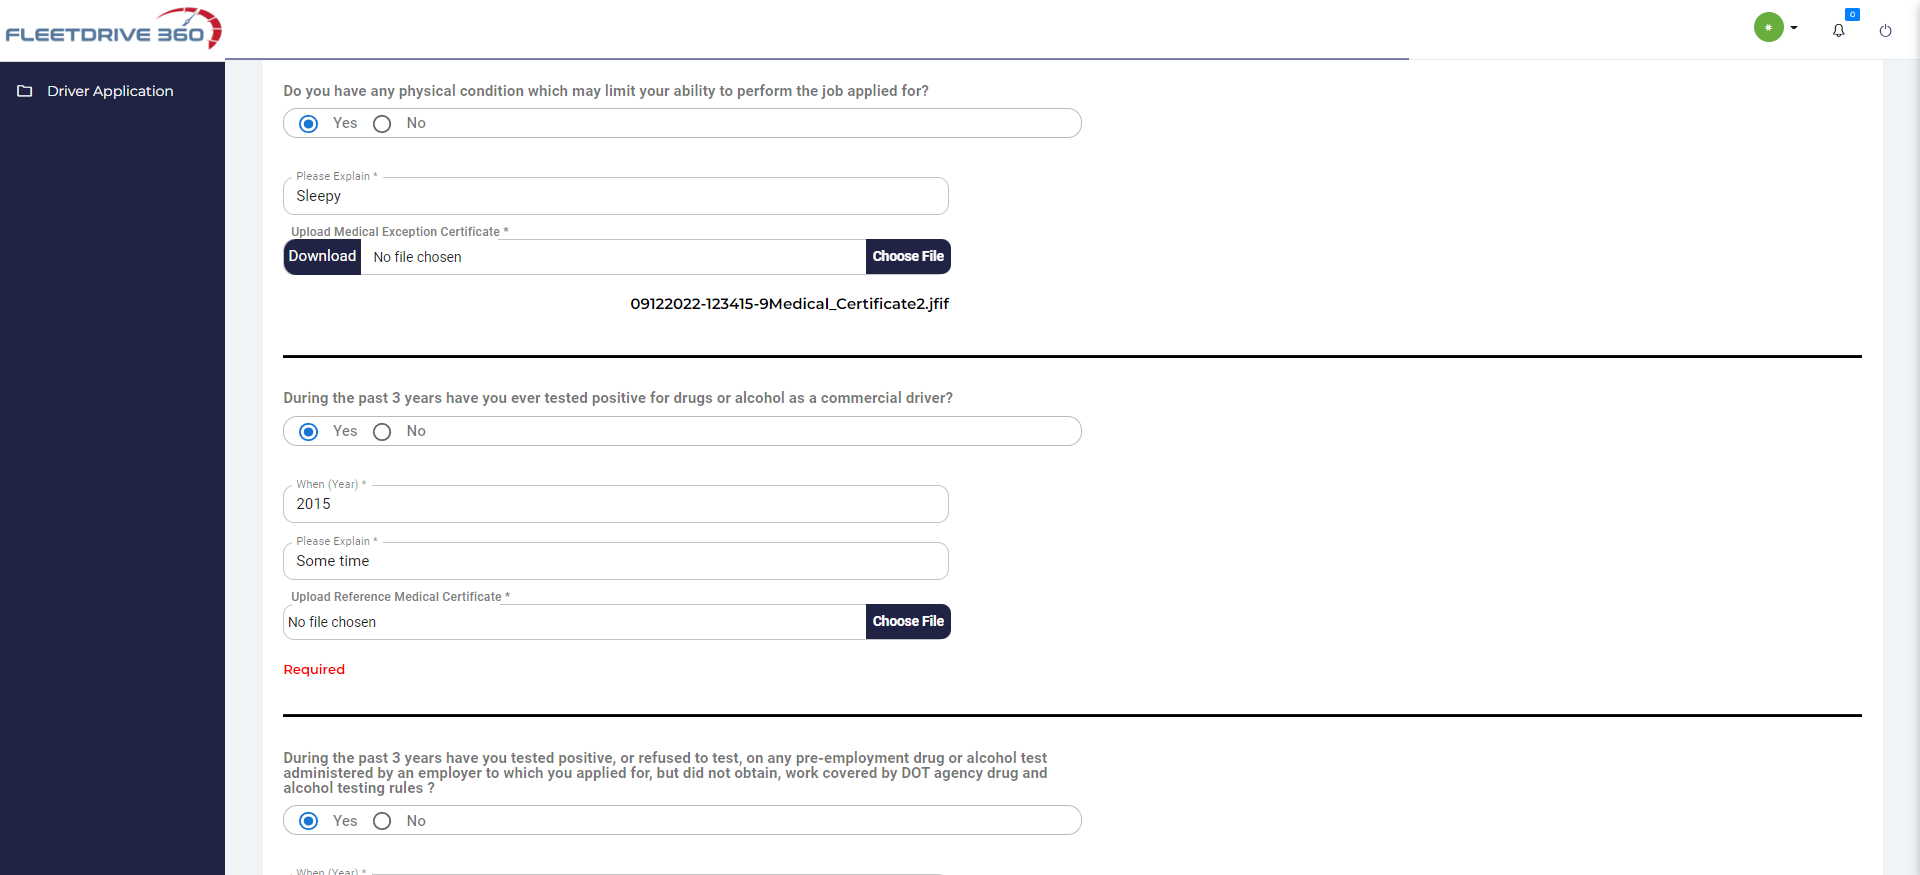 FLEETDRIVE 360
0
Driver Application
Do you have any physical condition which may limit your ability to perform the job applied for?
Yes No
Please Explain *
Sleepy
Upload Medical Exception Certificate *
Download No file chosen Choose File
09122022-123415-9Medical_Certificate2.jfif
During the past 3 years have you ever tested positive for drugs or alcohol as a commercial driver?
Yes No
When (Year) *
2015
Please Explain *
Some time
Upload Reference Medical Certificate *
No file chosen Choose File
Required
During the past 3 years have you tested positive, or refused to test, on any pre-employment drug or alcohol test
administered by an employer to which you applied for, but did not obtain, work covered by DOT agency drug and
alcohol testing rules ?
Yes No
When (Year) *